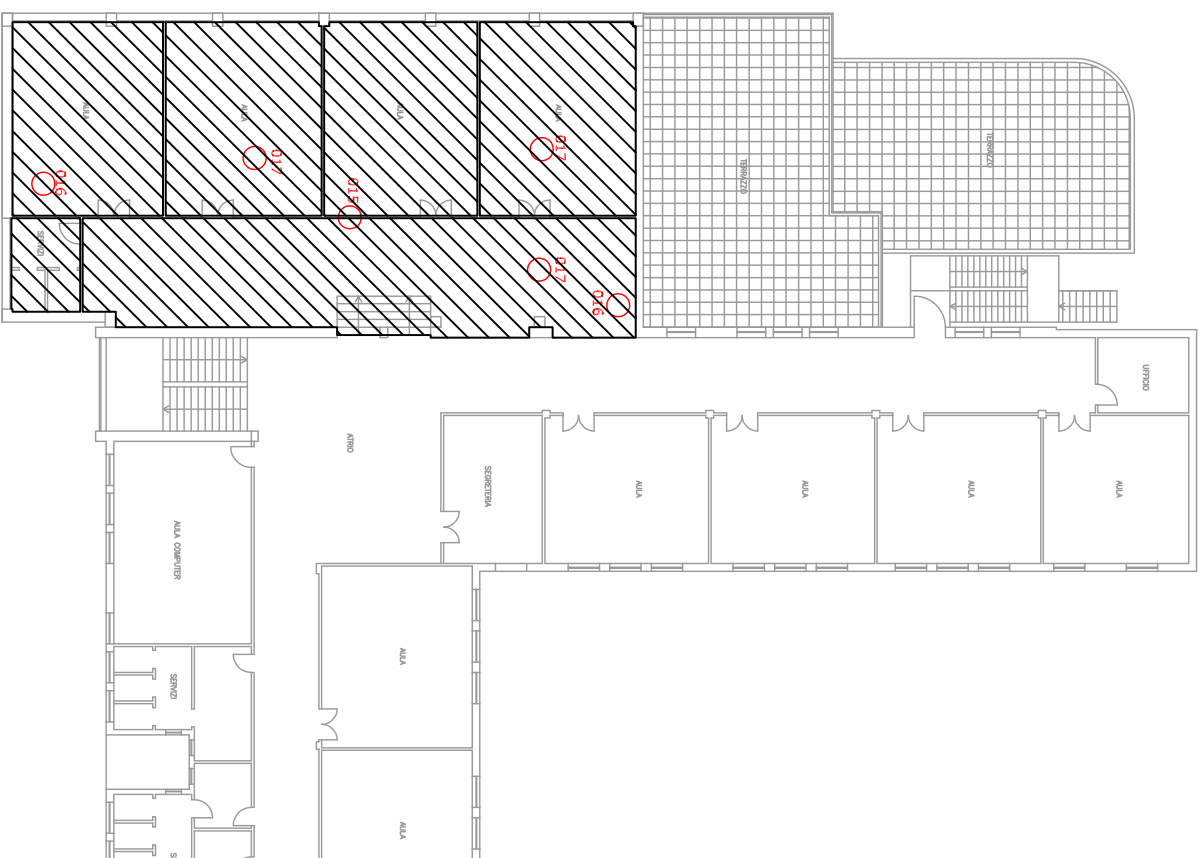 AULA
AULA
AULA
AULA
TERRAZZO
TERRAZZO
017
017
016
015
SERVIZI
017
016
UFFICIO
ATRIO
SEGRETERIA
AULA
AULA
AULA
AULA
AULA COMPUTER
AULA
SERVIZI
AULA
S